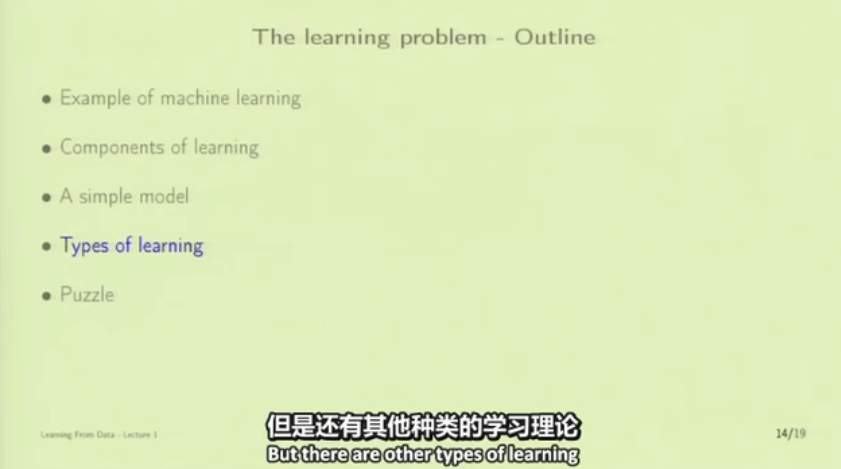 The learning problem - Outline
• Example of machine learning
• Components of learning
• A simple model
• Types of learning
• Puzzle
但是还有其他种类的学习理论
Learning From Data - Lecture 1
14/19
But there are other types of learning